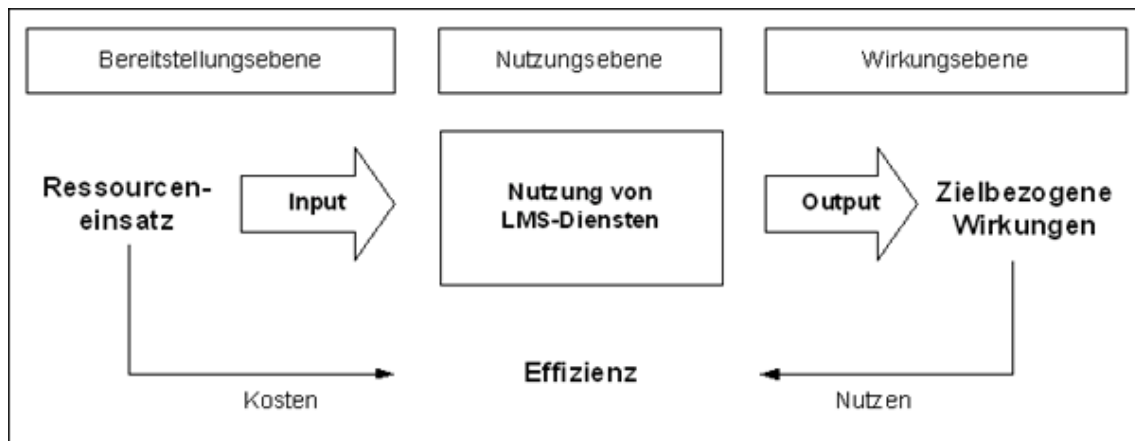 Bereitstellungsebene
Nutzungsebene
Wirkungsebene
Ressourcen-
einsatz
Input
Nutzung von
LMS-Diensten
Output
Zielbezogene
Wirkungen
Effizienz
Kosten
Nutzen